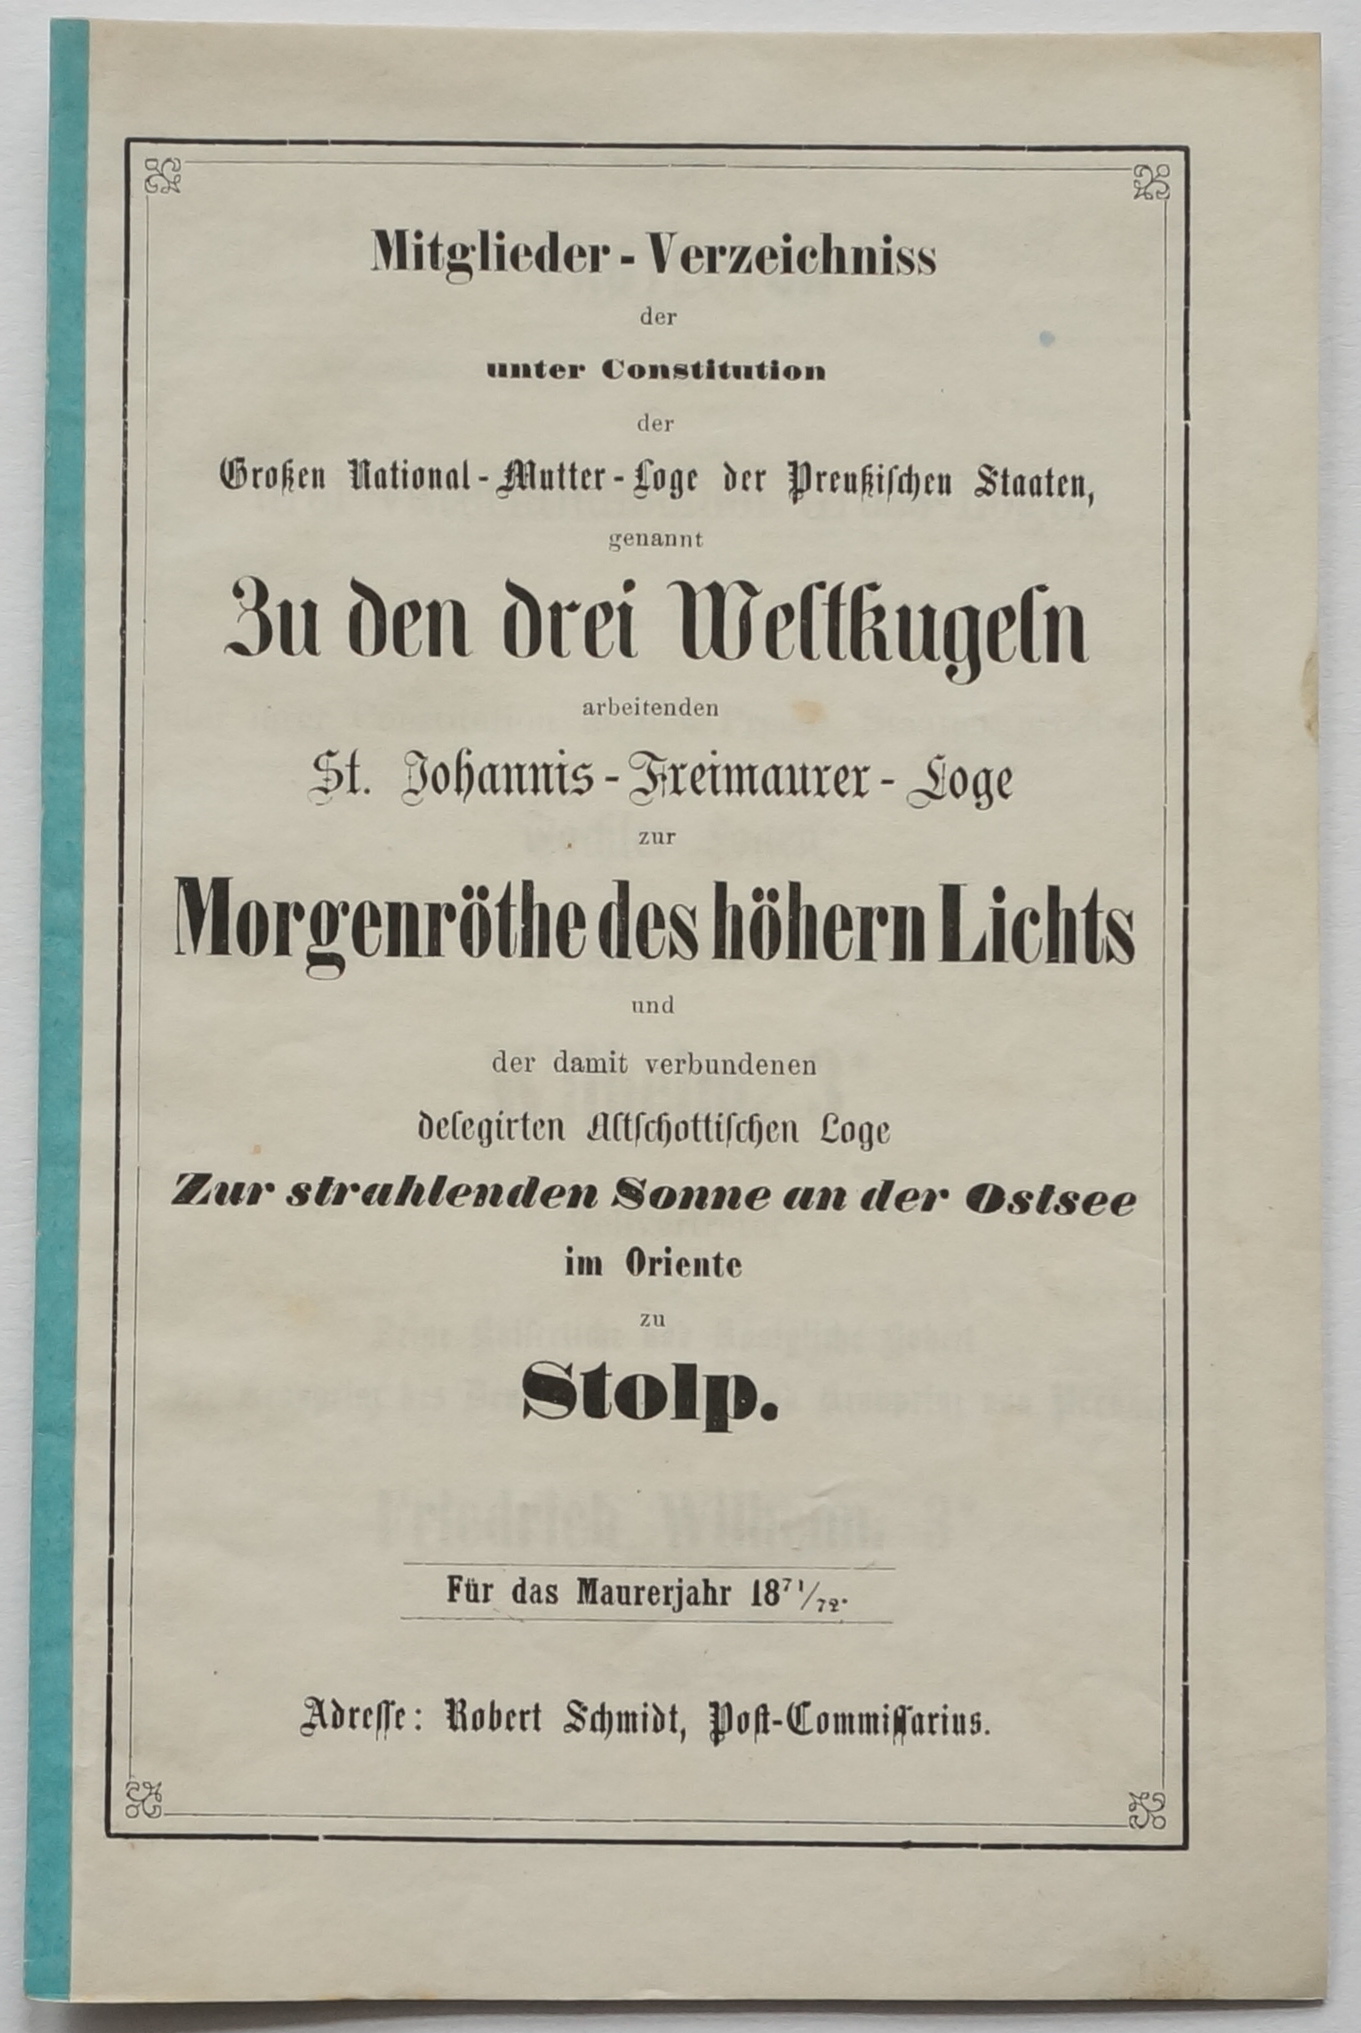 Mitglieder-Verzeichniss
der
unter Constitution
der
Großen National-Mutter-Loge der Preußischen Staaten,
genannt
Zu den drei Weltkugeln
arbeitenden
St. Johannis-Freimaurer-Loge
zur
Morgenröthe des höhern Lichts
und
der damit verbundenen
delegirten Altschottischen Loge
Zur strahlenden Sonne an der Ostsee
im Oriente
zu
Stolp.
Für das Maurerjahr 18⁷¹/₇₂.
Adresse: Robert Schmidt, Post-Commissarius.